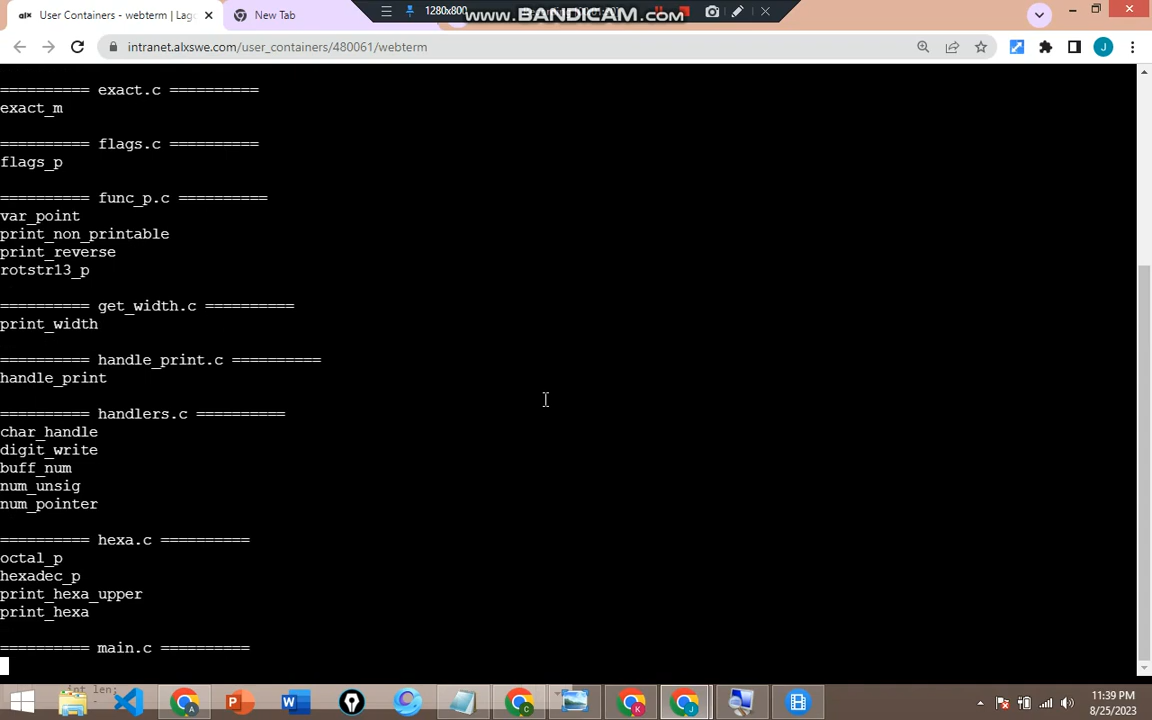 User Containers - webterm | Lag
New Tab
1280x800
www.BANDICAM.com
intranet.alxswe.com/user_containers/480061/webterm
J
========== exact.c ==========
exact_m
========== flags.c ==========
flags_p
========== func_p.c ==========
var_point
print_non_printable
print_reverse
rotstr13_p
========== get_width.c ==========
print_width
========== handle_print.c ==========
handle_print
========== handlers.c ==========
char_handle
digit_write
buff_num
num_unsig
num_pointer
========== hexa.c ==========
octal_p
hexadec_p
print_hexa_upper
print_hexa
========== main.c ==========
int len;
11:39 PM
8/25/2023